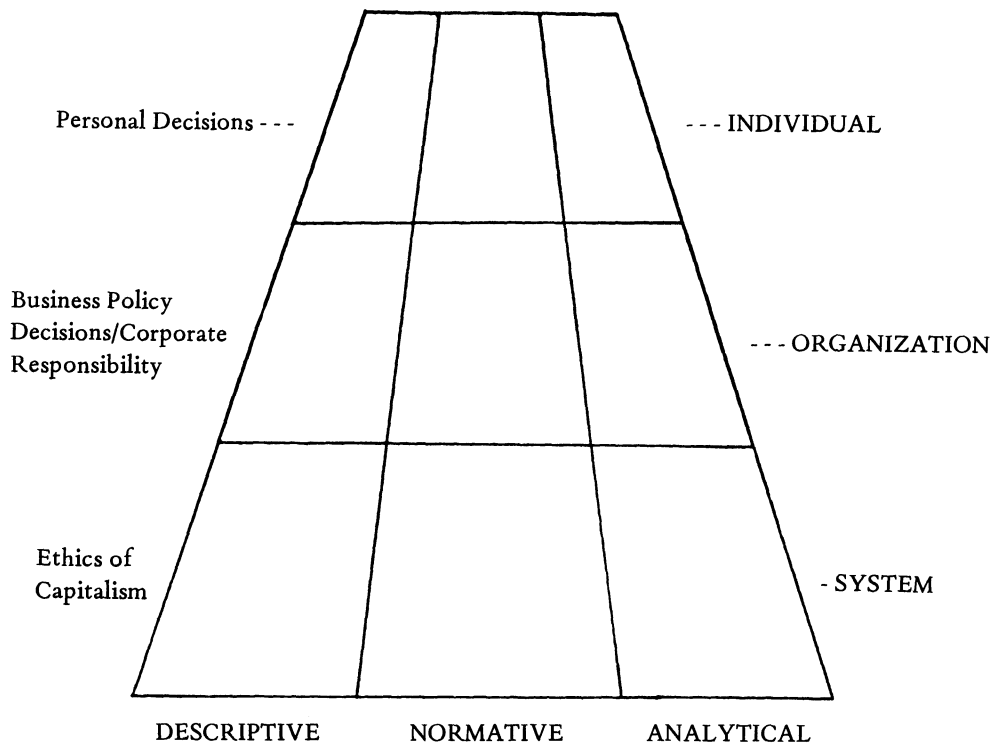 Personal Decisions ---
--- INDIVIDUAL
Business Policy
Decisions/Corporate
Responsibility
--- ORGANIZATION
Ethics of
Capitalism
- SYSTEM
DESCRIPTIVE NORMATIVE ANALYTICAL